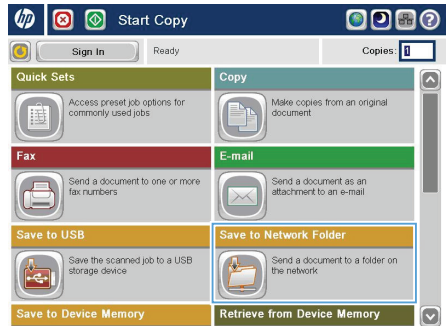 hp
Start Copy
?
Sign In
Ready
Copies: 1
Quick Sets
Access preset job options for
commonly used jobs
Copy
Make copies from an original
document
Fax
Send a document to one or more
fax numbers
E-mail
Send a document as an
attachment to an e-mail
Save to USB
Save the scanned job to a USB
storage device
Save to Network Folder
Send a document to a folder on
the network
Save to Device Memory
Retrieve from Device Memory